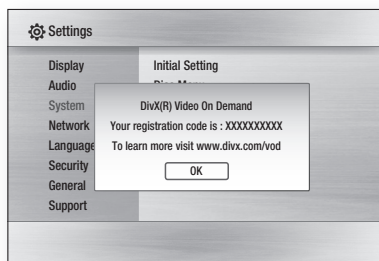 Settings
Display
Initial Setting
Audio
System
Network
Language
Security
General
Support
DivX(R) Video On Demand
Your registration code is : XXXXXXXXXX
To learn more visit www.divx.com/vod
OK